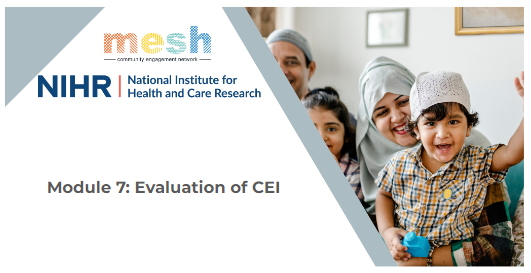 mesh
community engagement network
NIHR | National Institute for
Health and Care Research
Module 7: Evaluation of CEI